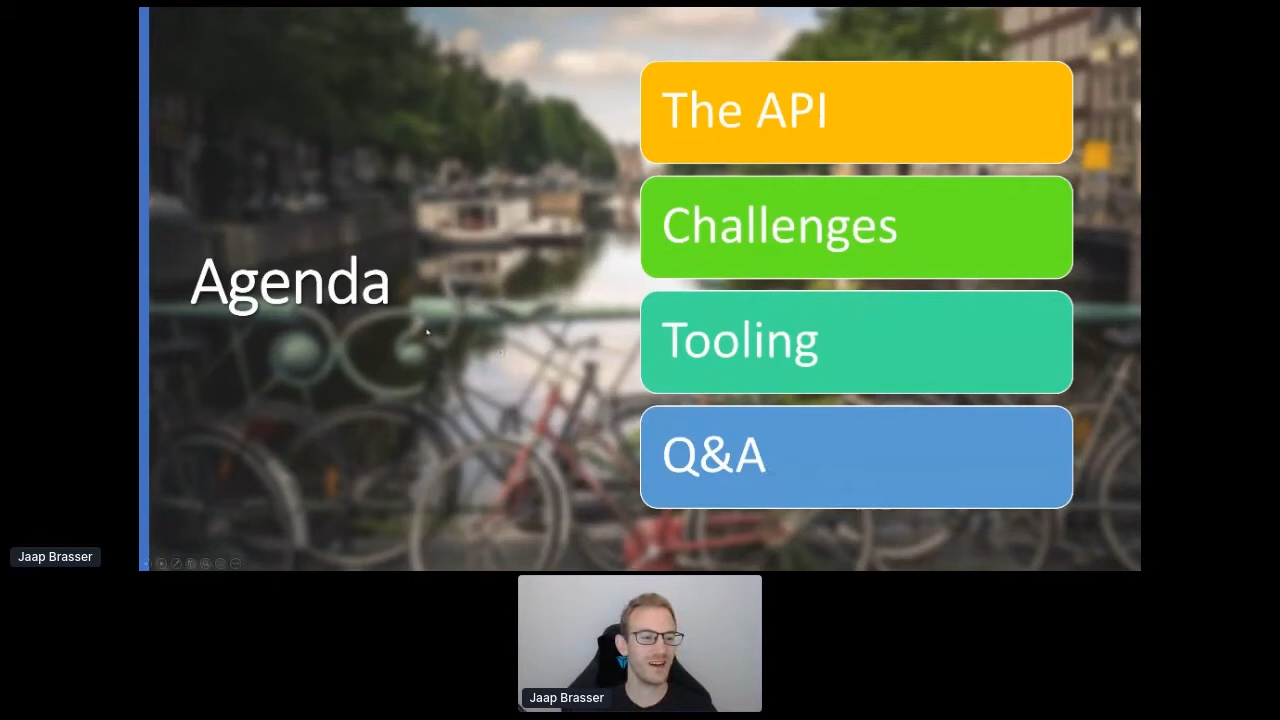 Agenda
The API
Challenges
Tooling
Q&A
Jaap Brasser
Jaap Brasser